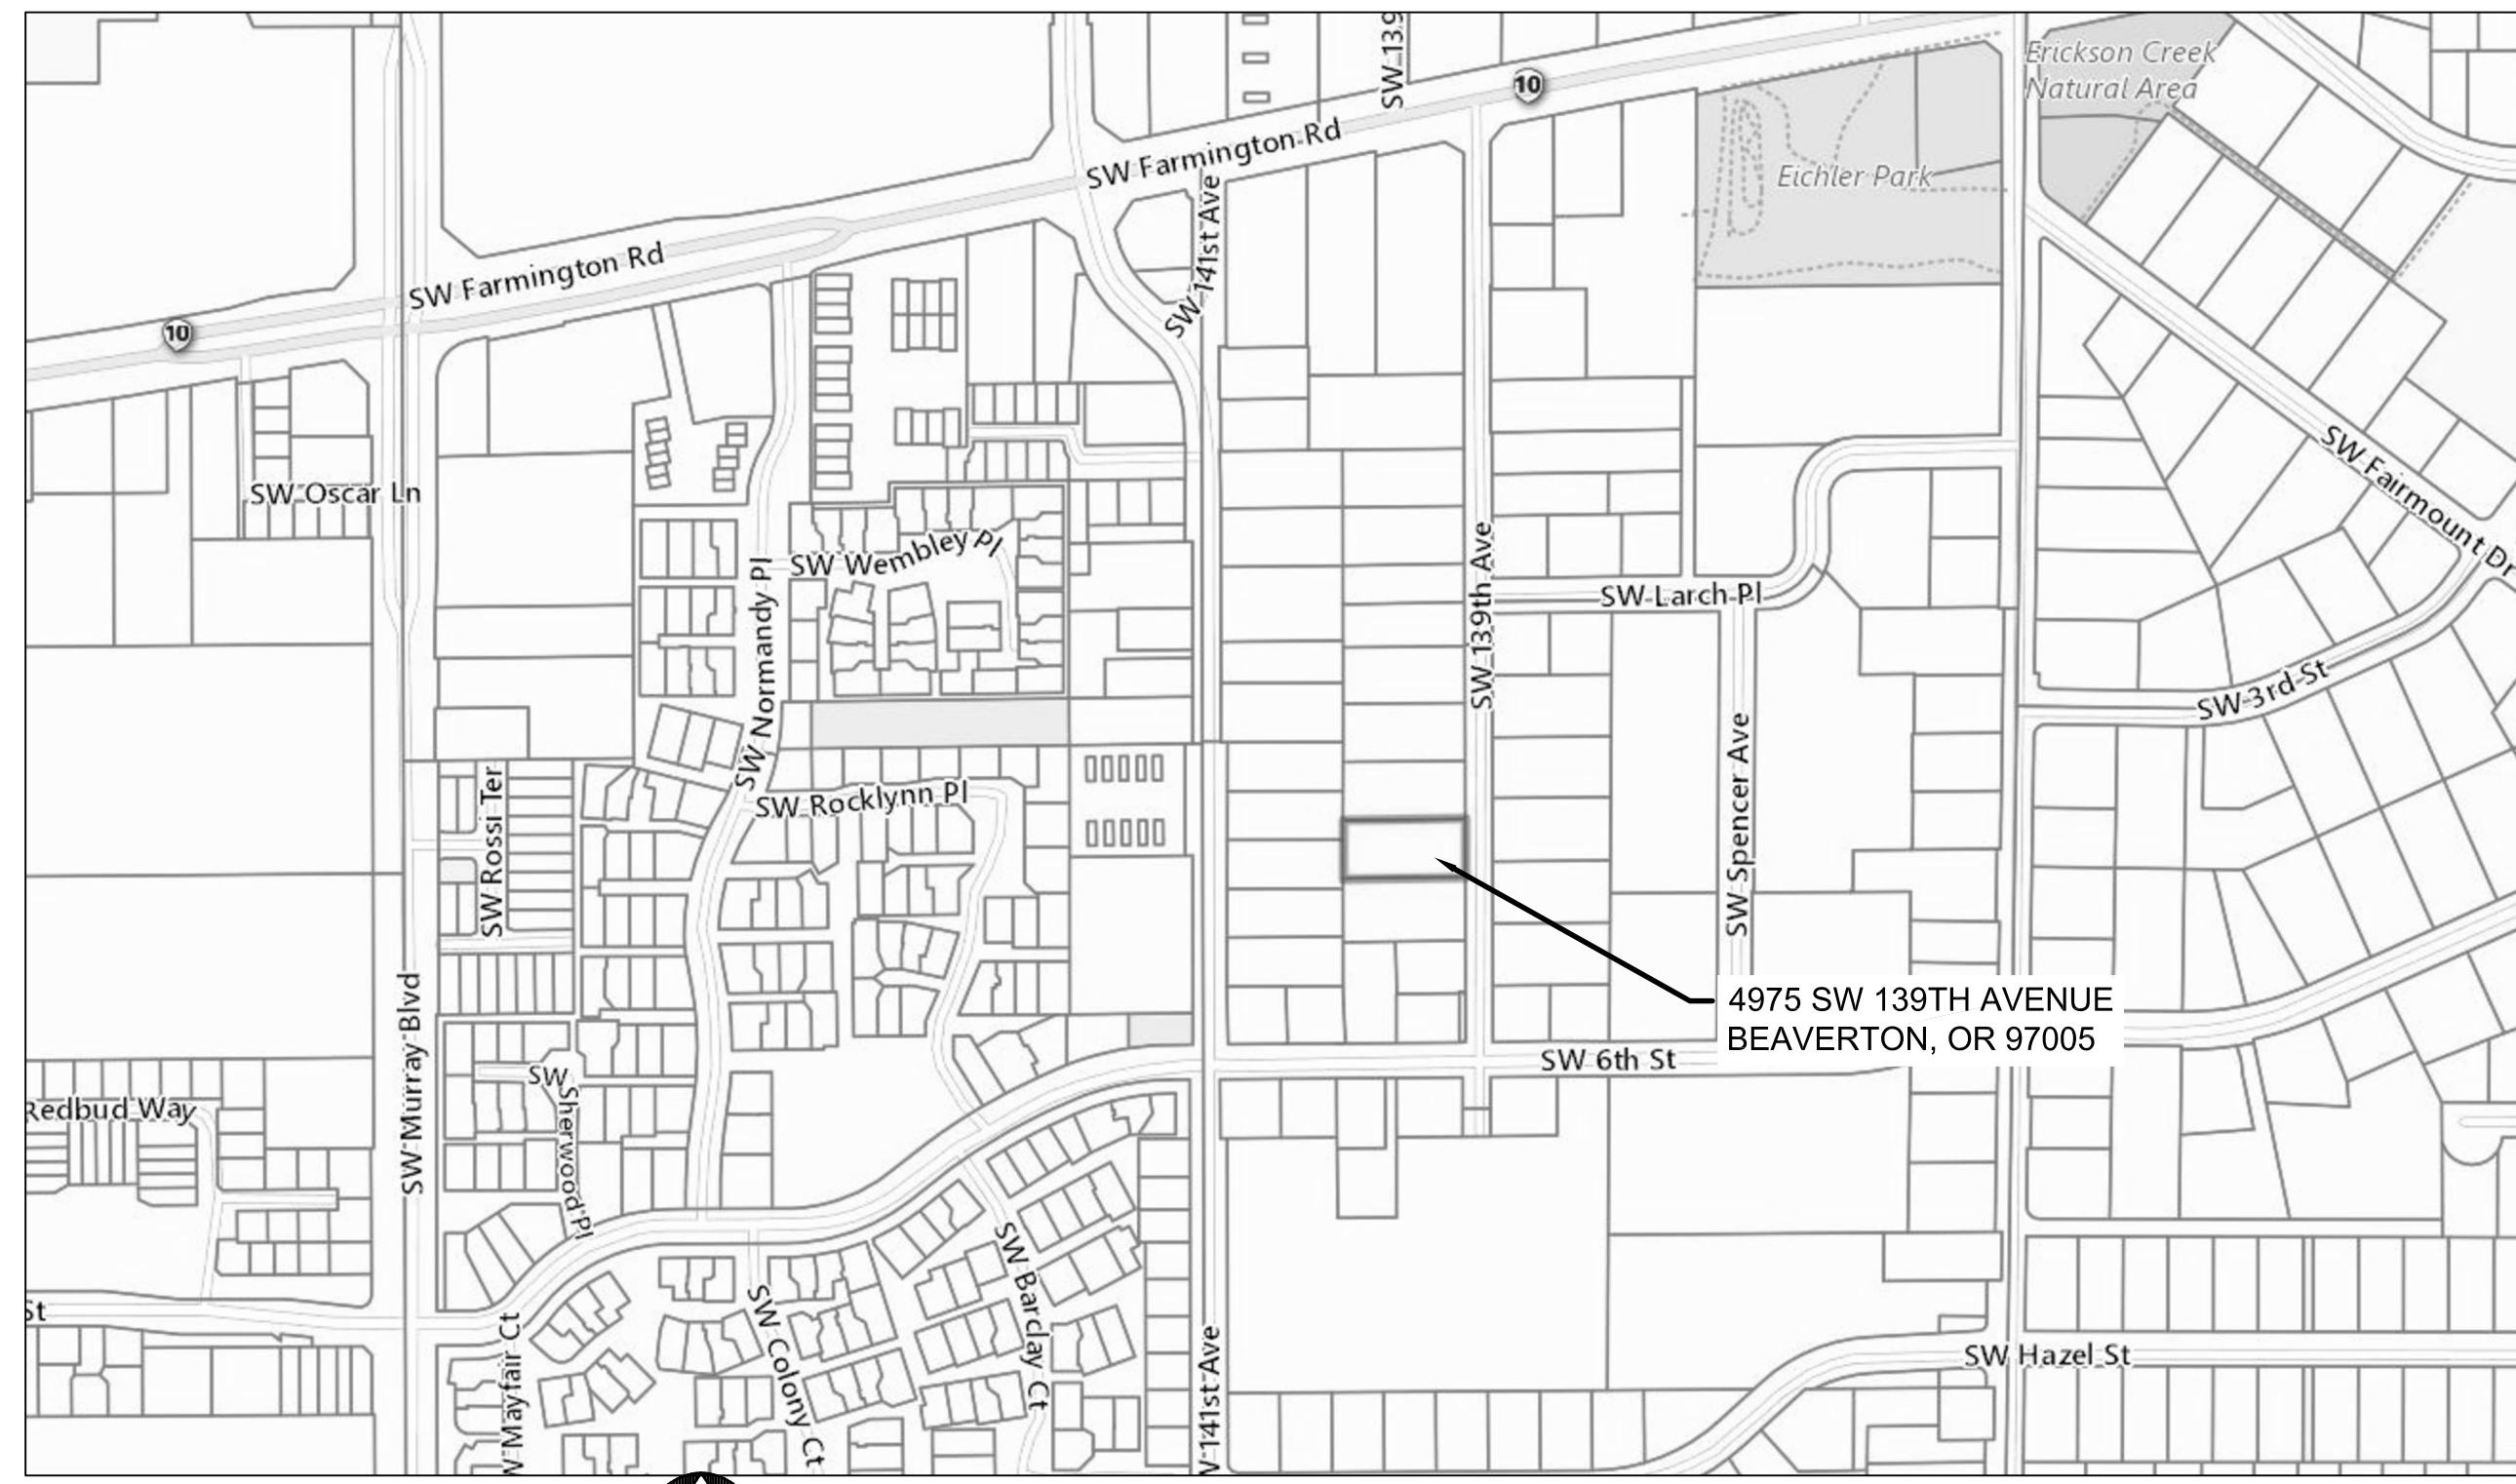 SW 139
Erickson Creek
Natural Area
10
SW Farmington Rd
Eichler Park
SW 141st Ave
SW Farmington Rd
10
SW Fairmount Dr
SW Oscar Ln
SW Wembley Pl
SW Normandy Pl
SW 139th Ave
SW Larch Pl
SW 3rd St
SW Spencer Ave
SW Rossi Ter
SW Rocklynn Pl
4975 SW 139TH AVENUE
BEAVERTON, OR 97005
SW Murray Blvd
SW 6th St
SW Sherwood Pl
Redbud Way
SW Barclay Ct
SW Colony Ct
St
W Mayfair Ct
W 141st Ave
SW Hazel St